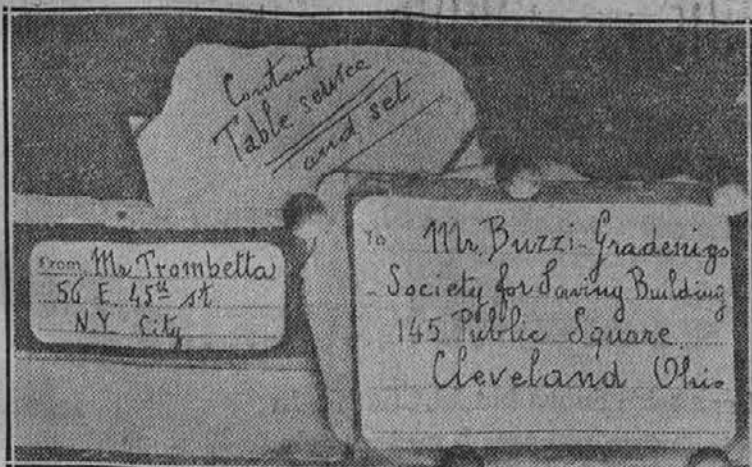 Content
Table service
and set
From Mr Trombetta
56 E. 45th st
N.Y. City
To Mr. Buzzi-Gradenigo
Society for Saving Building
145 Public Square
Cleveland Ohio